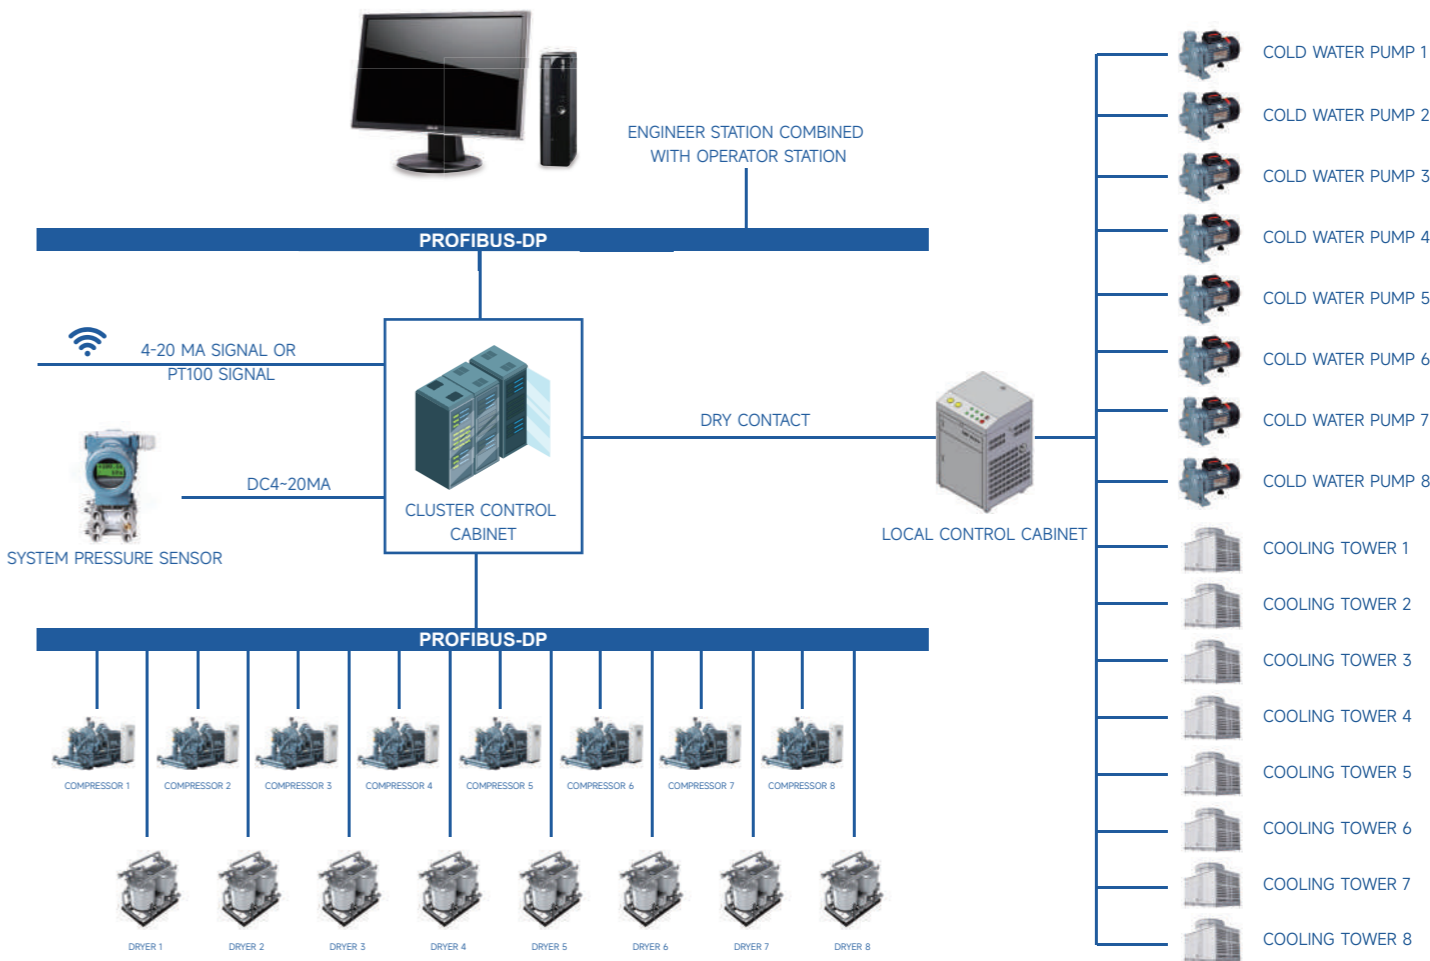 ENGINEER STATION COMBINED
WITH OPERATOR STATION
PROFIBUS-DP
4-20 MA SIGNAL OR
PT100 SIGNAL
DC4~20MA
SYSTEM PRESSURE SENSOR
CLUSTER CONTROL
CABINET
DRY CONTACT
LOCAL CONTROL CABINET
COLD WATER PUMP 1
COLD WATER PUMP 2
COLD WATER PUMP 3
COLD WATER PUMP 4
COLD WATER PUMP 5
COLD WATER PUMP 6
COLD WATER PUMP 7
COLD WATER PUMP 8
COOLING TOWER 1
COOLING TOWER 2
COOLING TOWER 3
COOLING TOWER 4
COOLING TOWER 5
COOLING TOWER 6
COOLING TOWER 7
COOLING TOWER 8
PROFIBUS-DP
COMPRESSOR 1
COMPRESSOR 2
COMPRESSOR 3
COMPRESSOR 4
COMPRESSOR 5
COMPRESSOR 6
COMPRESSOR 7
COMPRESSOR 8
DRYER 1
DRYER 2
DRYER 3
DRYER 4
DRYER 5
DRYER 6
DRYER 7
DRYER 8